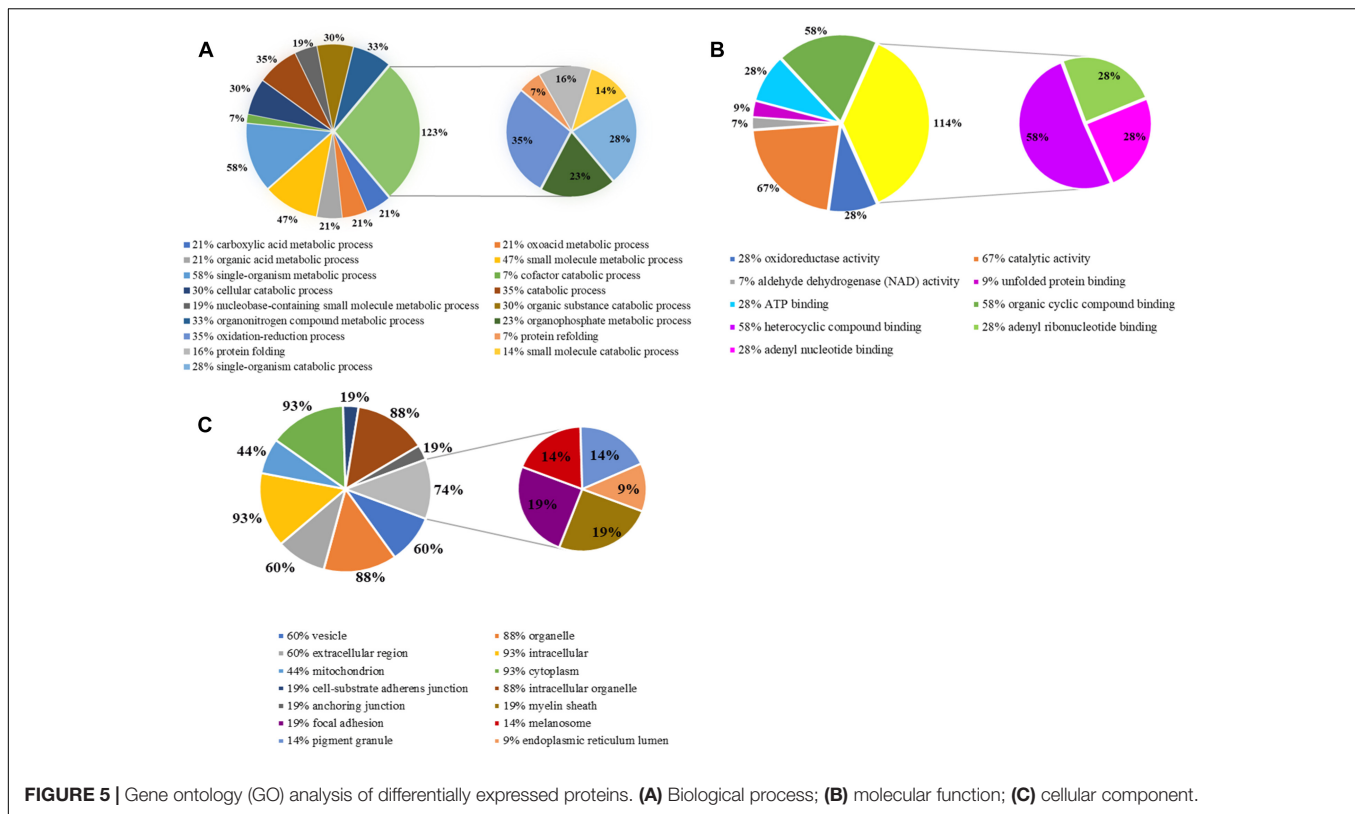 A
19%
30%
33%
35%
30%
7%
58%
47%
21%
21%
21%
123%
16%
7%
14%
35%
28%
23%
21% carboxylic acid metabolic process
21% oxoacid metabolic process
21% organic acid metabolic process
47% small molecule metabolic process
58% single-organism metabolic process
7% cofactor catabolic process
30% cellular catabolic process
35% catabolic process
19% nucleobase-containing small molecule metabolic process
30% organic substance catabolic process
33% organonitrogen compound metabolic process
23% organophosphate metabolic process
35% oxidation-reduction process
7% protein refolding
16% protein folding
14% small molecule catabolic process
28% single-organism catabolic process
B
58%
28%
9%
7%
67%
28%
114%
28%
58%
28%
28% oxidoreductase activity
67% catalytic activity
7% aldehyde dehydrogenase (NAD) activity
9% unfolded protein binding
28% ATP binding
58% organic cyclic compound binding
58% heterocyclic compound binding
28% adenyl ribonucleotide binding
28% adenyl nucleotide binding
C
93%
19%
88%
19%
44%
74%
93%
60%
60%
88%
14%
14%
9%
19%
19%
60% vesicle
88% organelle
60% extracellular region
93% intracellular
44% mitochondrion
93% cytoplasm
19% cell-substrate adherens junction
88% intracellular organelle
19% anchoring junction
19% myelin sheath
19% focal adhesion
14% melanosome
14% pigment granule
9% endoplasmic reticulum lumen
FIGURE 5 | Gene ontology (GO) analysis of differentially expressed proteins. (A) Biological process; (B) molecular function; (C) cellular component.